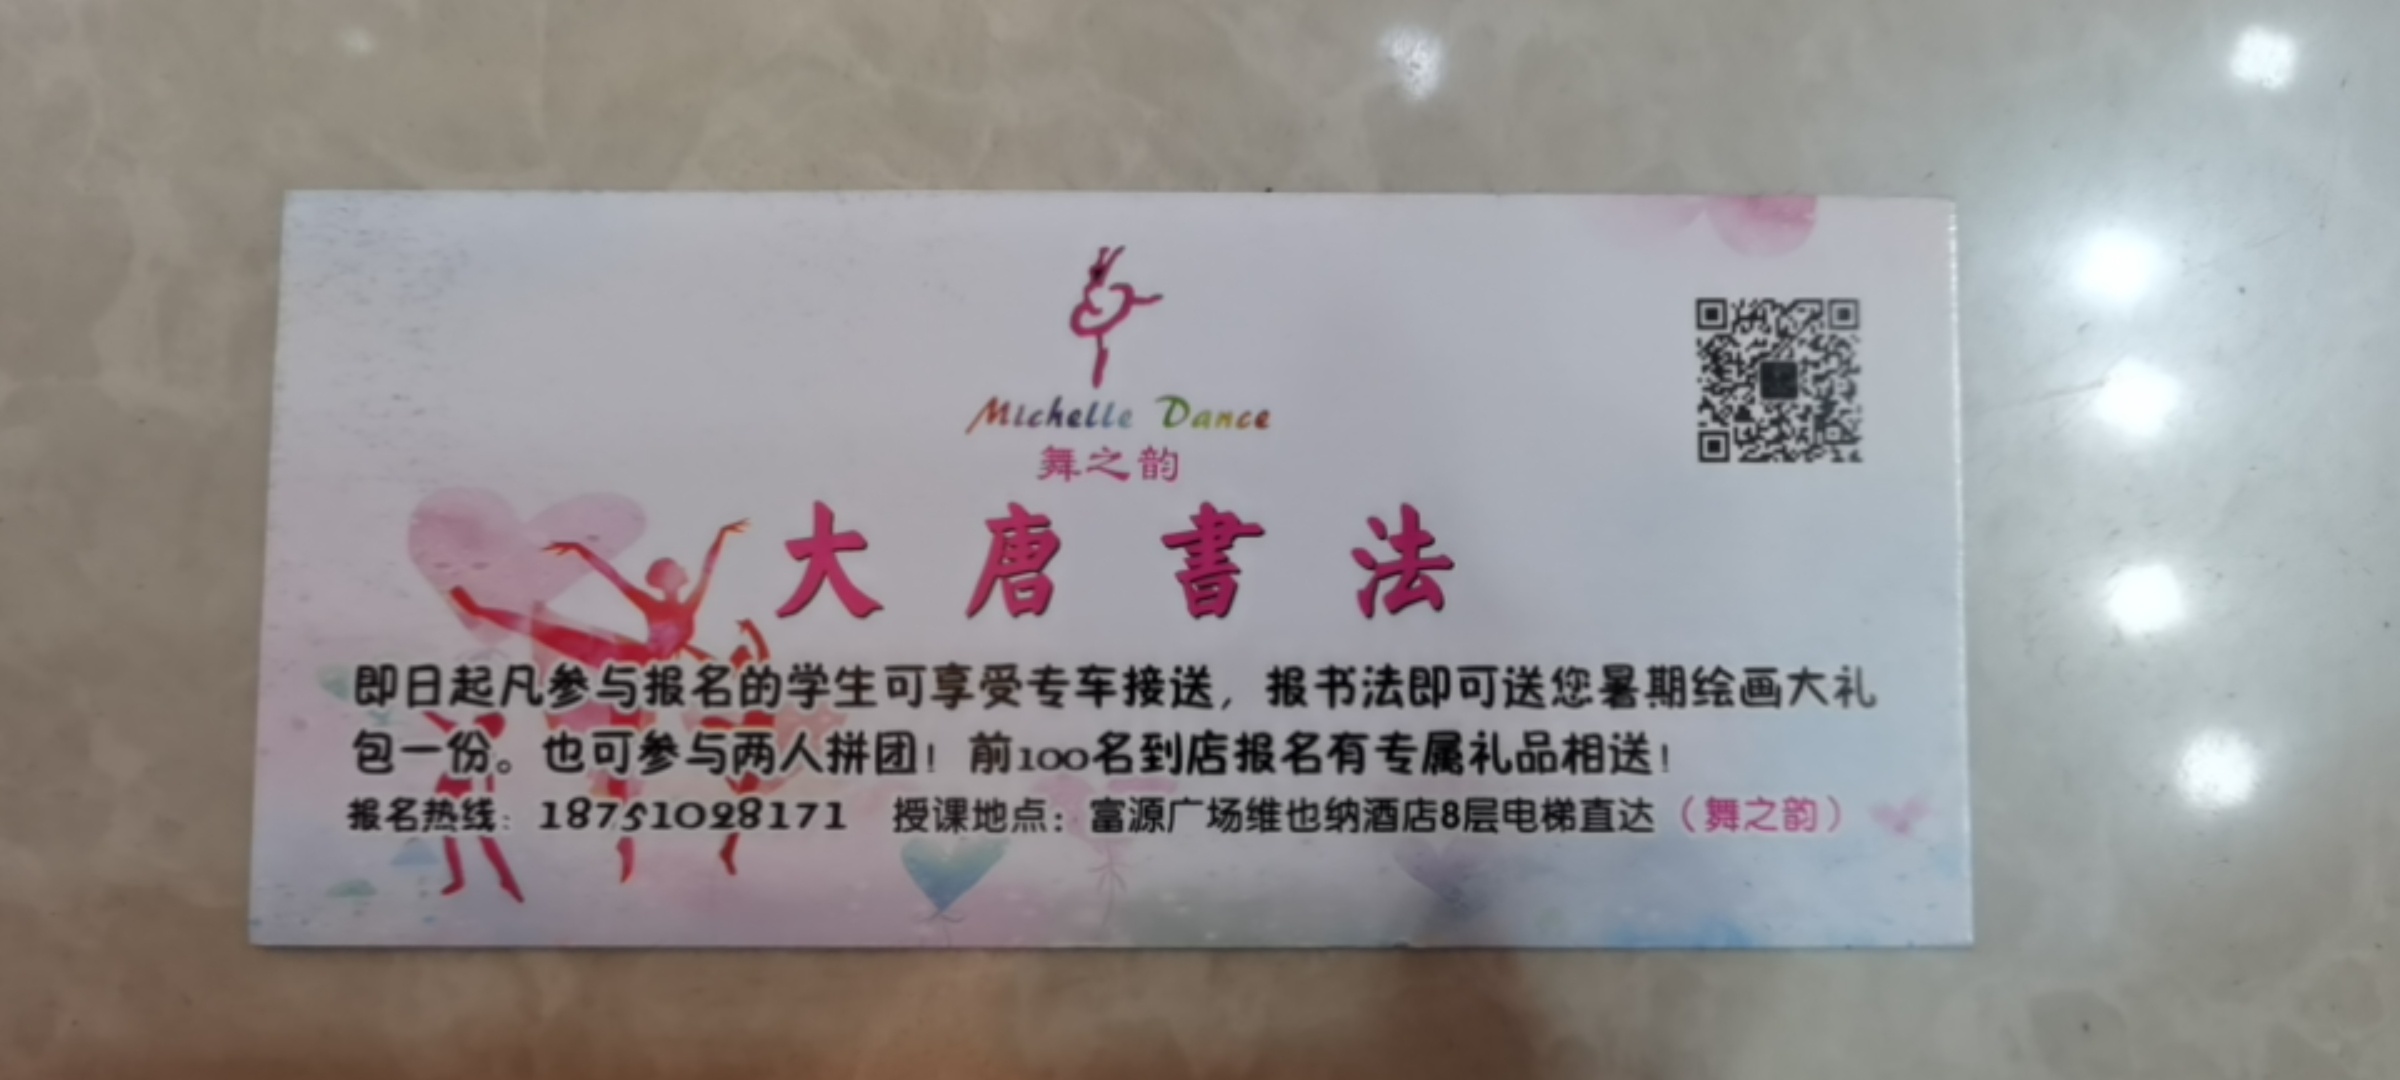 Michelle Dance
舞之韵
大唐書法
即日起凡参与报名的学生可享受专车接送，报书法即可送您暑期绘画大礼
包一份。也可参与两人拼团！前100名到店报名有专属礼品相送！
报名热线：18751028171 授课地点：富源广场维也纳酒店8层电梯直达（舞之韵）